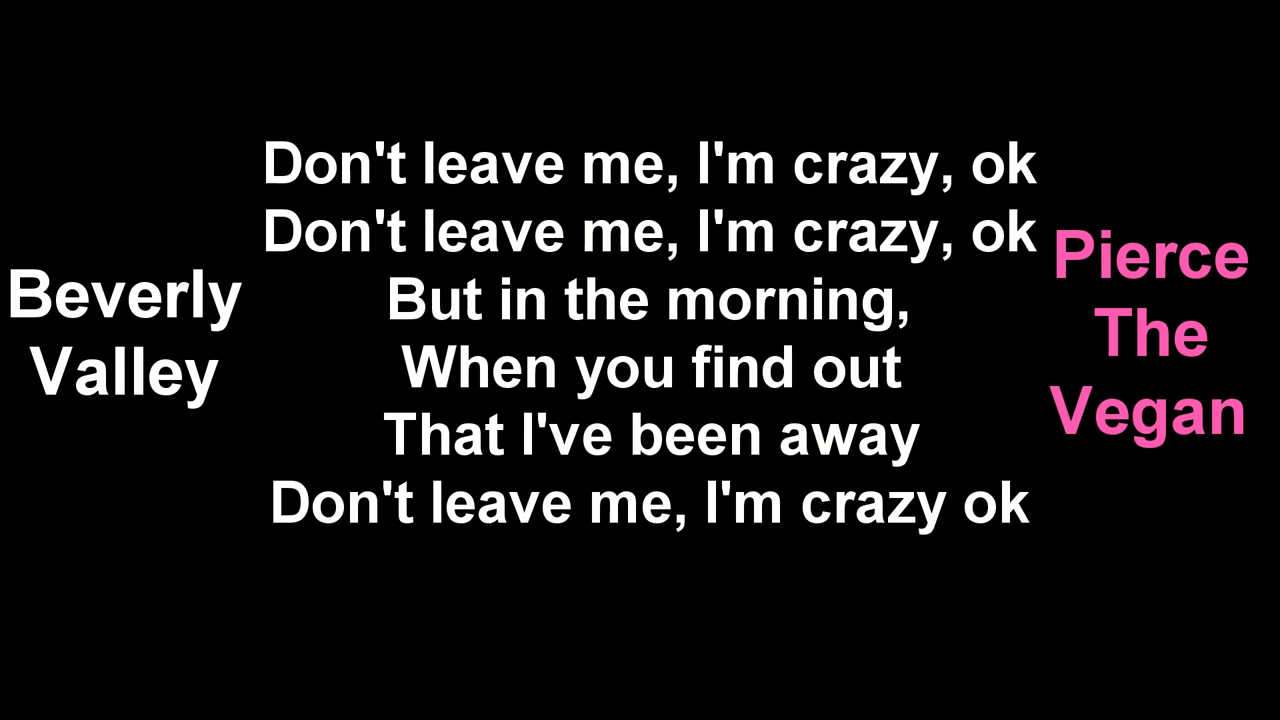 Beverly
Valley
Don't leave me, I'm crazy, ok
Don't leave me, I'm crazy, ok
But in the morning,
When you find out
That I've been away
Don't leave me, I'm crazy ok
Pierce
The
Vegan